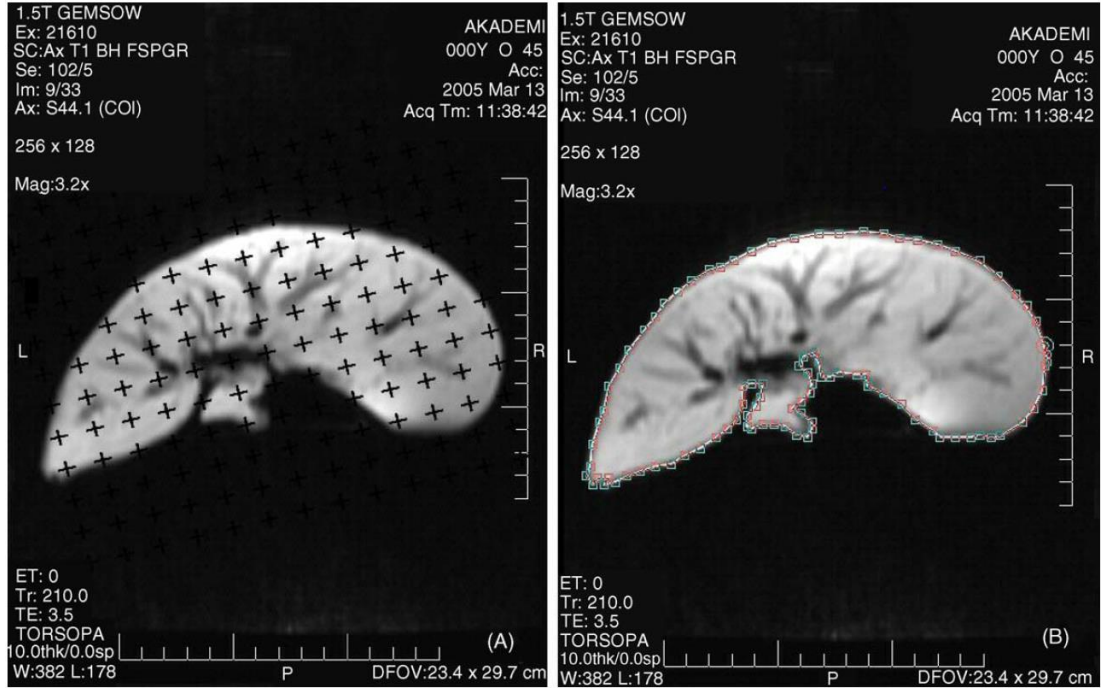 1.5T GEMSOW
Ex: 21610
SC:Ax T1 BH FSPGR
Se: 102/5
Im: 9/33
Ax: S44.1 (COI)
256 x 128
Mag:3.2x
AKADEMI
000Y O 45
Acc:
2005 Mar 13
Acq Tm: 11:38:42
L
R
ET: 0
Tr: 210.0
TE: 3.5
TORSOPA
10.0thk/0.0sp
W:382 L:178
P
(A)
DFOV:23.4 x 29.7 cm
1.5T GEMSOW
Ex: 21610
SC:Ax T1 BH FSPGR
Se: 102/5
Im: 9/33
Ax: S44.1 (COI)
256 x 128
Mag:3.2x
AKADEMI
000Y O 45
Acc:
2005 Mar 13
Acq Tm: 11:38:42
L
R
ET: 0
Tr: 210.0
TE: 3.5
TORSOPA
10.0thk/0.0sp
W:382 L:178
P
(B)
DFOV:23.4 x 29.7 cm